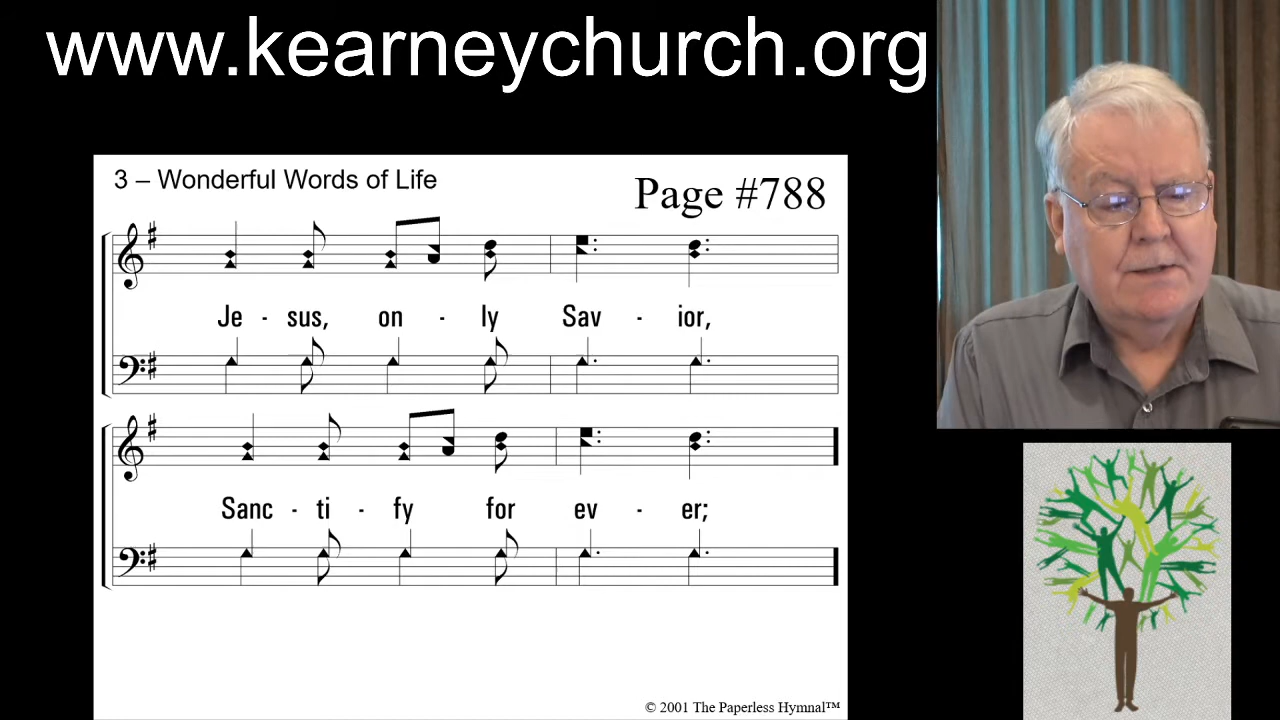 www.kearneychurch.org
3 – Wonderful Words of Life
Page #788
Je - sus, on - ly Sav - ior,
Sanc - ti - fy for ev - er;
© 2001 The Paperless Hymnal™